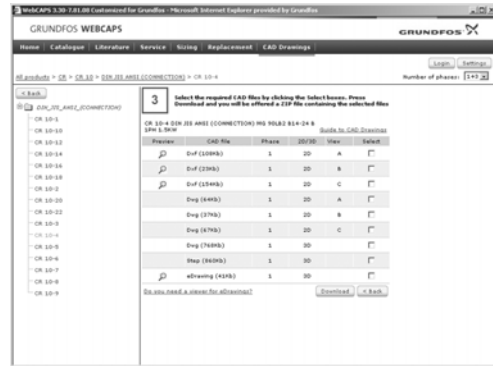 WebCAPS 3.30-7.01.08 Customized for Grundfos - Microsoft Internet Explorer provided by Grundfos
GRUNDFOS WEBCAPS
GRUNDFOS
Home | Catalogue | Literature | Service | Sizing | Replacement | CAD Drawings
Login Settings
All products > CR > CR 10 > DIN JIS ANSI (CONNECTION) > CR 10-4
Number of phases: 1+3
< Back
DIN_JIS_ANSI_(CONNECTION)
CR 10-1
CR 10-10
CR 10-12
CR 10-14
CR 10-16
CR 10-18
CR 10-2
CR 10-20
CR 10-22
CR 10-3
CR 10-4
CR 10-5
CR 10-6
CR 10-7
CR 10-8
CR 10-9
3
Select the required CAD files by clicking the Select boxes. Press
Download and you will be offered a ZIP file containing the selected files
CR 10-4 DIN JIS ANSI (CONNECTION) MG 90LB2 B14-24 B
1PH 1.5KW
Guide to CAD Drawings
Preview CAD file Phase 2D/3D View Select
Dxf (108Kb) 1 2D A
Dxf (23Kb) 1 2D B
Dxf (154Kb) 1 2D C
Dwg (64Kb) 1 2D A
Dwg (37Kb) 1 2D B
Dwg (67Kb) 1 2D C
Dwg (768Kb) 1 3D
Step (860Kb) 1 3D
eDrawing (41Kb) 1 3D
Do you need a viewer for eDrawings?
Download < Back